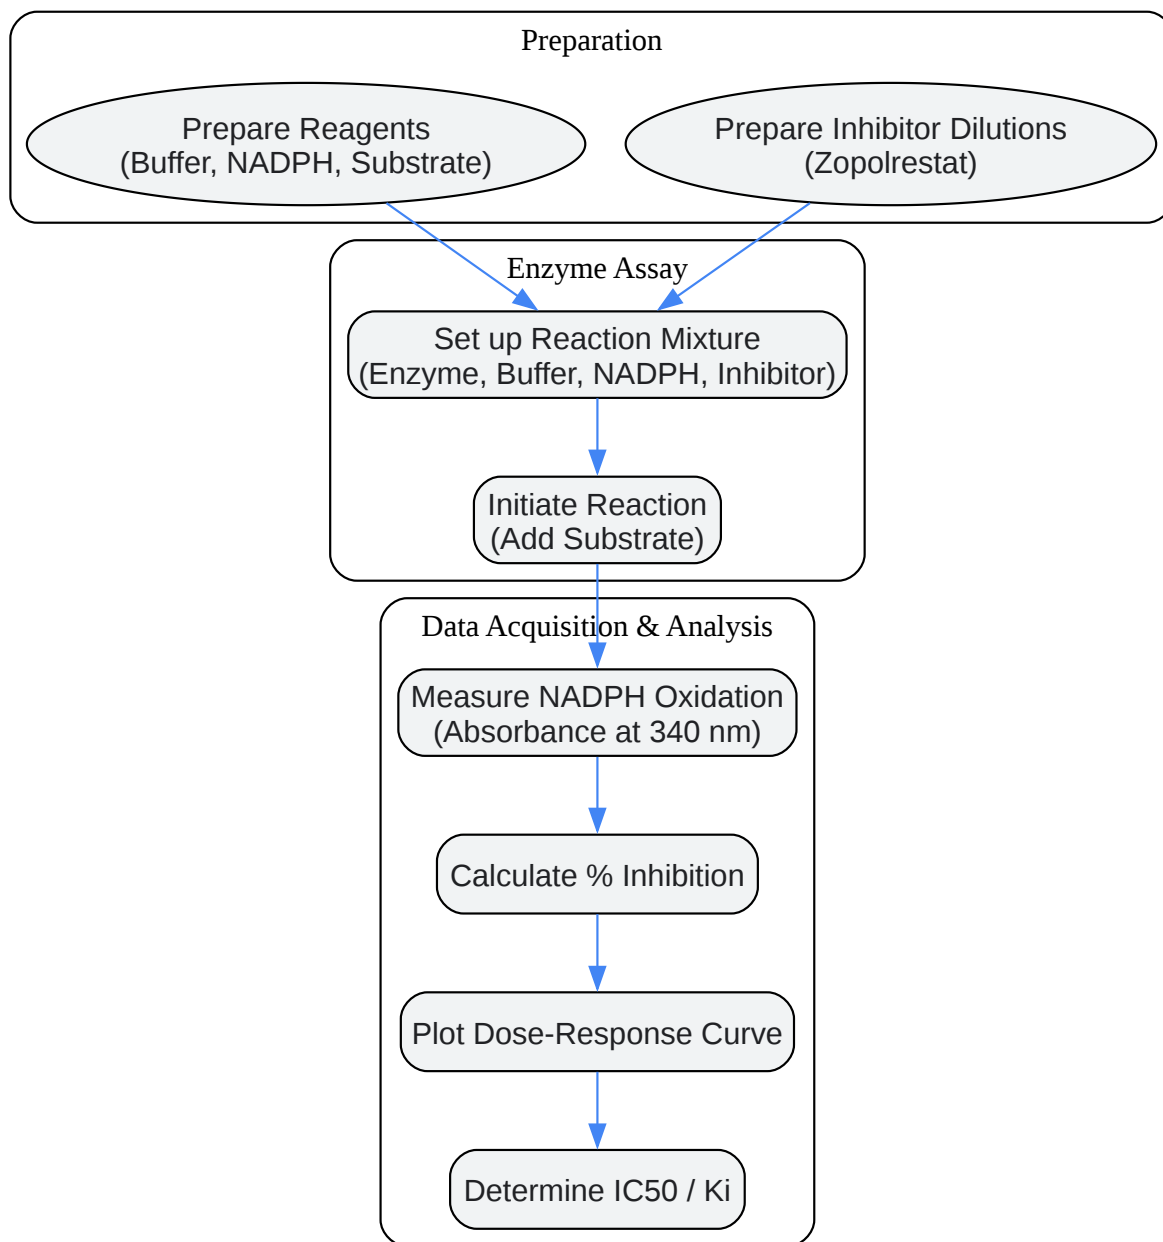 Preparation
Prepare Reagents
(Buffer, NADPH, Substrate)
Prepare Inhibitor Dilutions
(Zopolrestat)
Enzyme Assay
Set up Reaction Mixture
(Enzyme, Buffer, NADPH, Inhibitor)
Initiate Reaction
(Add Substrate)
Data Acquisition & Analysis
Measure NADPH Oxidation
(Absorbance at 340 nm)
Calculate % Inhibition
Plot Dose-Response Curve
Determine IC50 / Ki